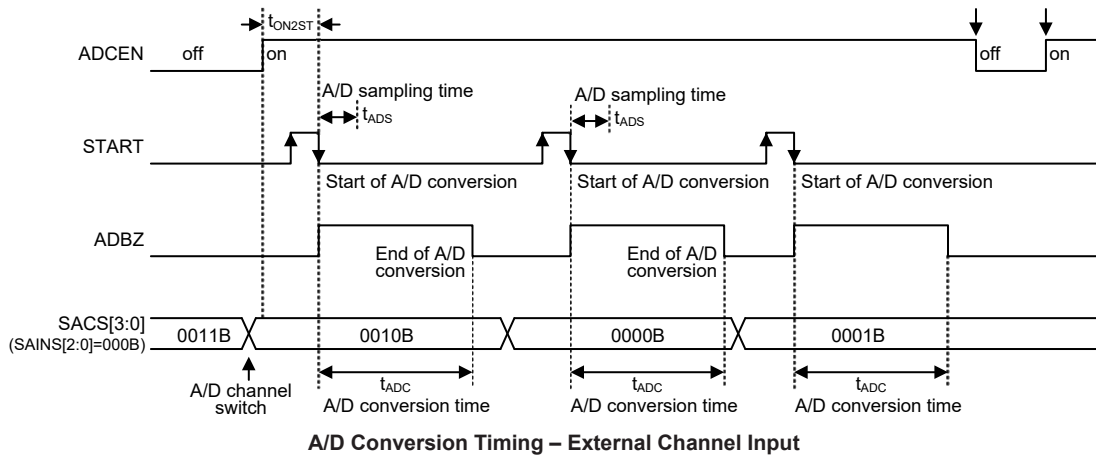 tON2ST
ADCEN off on off on
A/D sampling time A/D sampling time
tADS tADS
START
Start of A/D conversion Start of A/D conversion Start of A/D conversion
ADBZ
End of A/D conversion End of A/D conversion
SACS[3:0]
(SAINS[2:0]=000B)
0011B 0010B 0000B 0001B
A/D channel switch
tADC tADC tADC
A/D conversion time A/D conversion time A/D conversion time
A/D Conversion Timing – External Channel Input